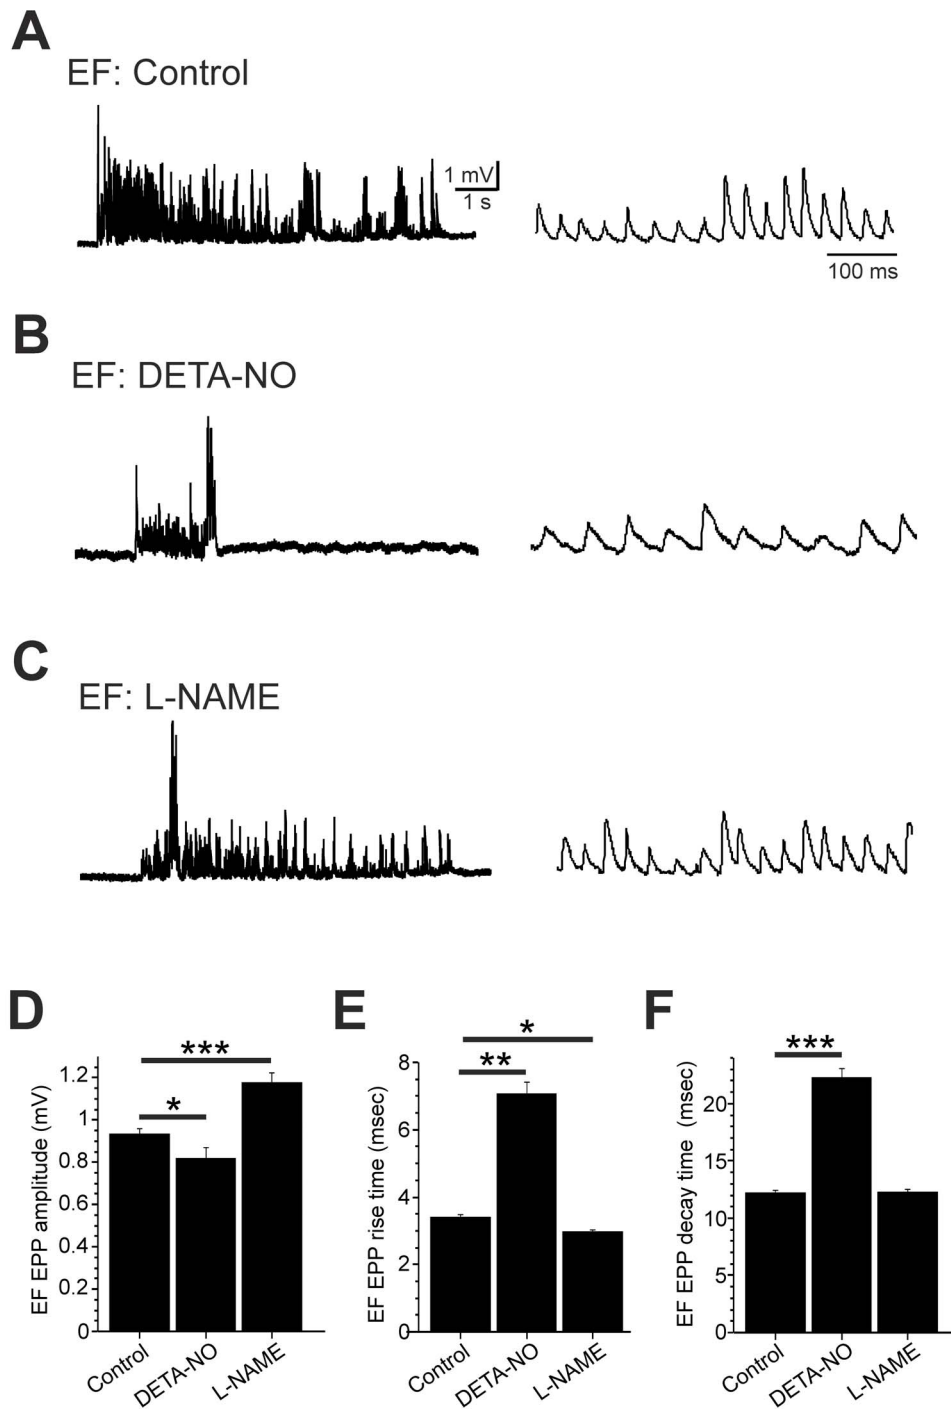 A
EF: Control
1 mV
1 s
100 ms
B
EF: DETA-NO
C
EF: L-NAME
D
EF EPP amplitude (mV)
1.2
1
0.8
0.6
0.4
0.2
0
***
*
Control
DETA-NO
L-NAME
E
EF EPP rise time (msec)
8
6
4
2
0
*
**
Control
DETA-NO
L-NAME
F
EF EPP decay time (msec)
20
15
10
5
0
***
Control
DETA-NO
L-NAME